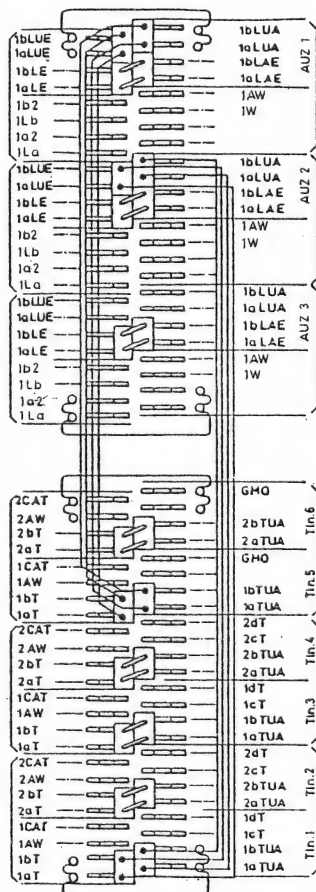 1bLUE
1aLUE
1bLE
1aLE
1b2
1Lb
1a2
1La
1bLUE
1aLUE
1bLE
1aLE
1b2
1Lb
1a2
1La
1bLUE
1aLUE
1bLE
1aLE
1b2
1Lb
1a2
1La
1bLUA
1aLUA
1bLAE
1aLAE
1AW
1W
AUZ 1
1bLUA
1aLUA
1bLAE
1aLAE
1AW
1W
AUZ 2
1bLUA
1aLUA
1bLAE
1aLAE
1AW
1W
AUZ 3
2CAT
2AW
2bT
2aT
1CAT
1AW
1bT
1aT
2CAT
2AW
2bT
2aT
1CAT
1AW
1bT
1aT
2CAT
2AW
2bT
2aT
1CAT
1AW
1bT
1aT
GHO
2bTUA
2aTUA
Tln.6
GHO
1bTUA
1aTUA
Tln.5
2dT
2cT
2bTUA
2aTUA
Tln.4
1dT
1cT
1bTUA
1aTUA
Tln.3
2dT
2cT
2bTUA
2aTUA
Tln.2
1dT
1cT
1bTUA
1aTUA
Tln.1